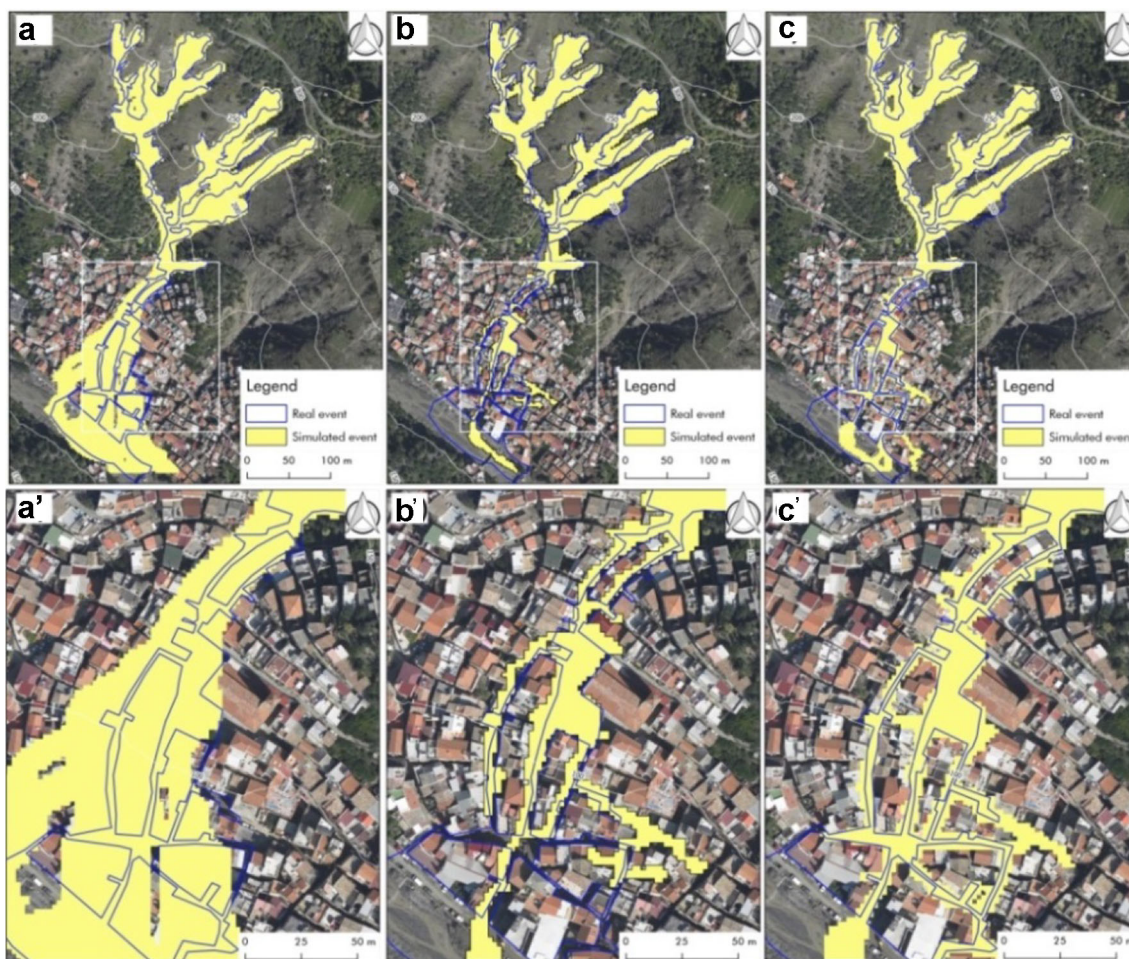 a
b
c
Legend
Real event
Simulated event
0 50 100 m
Legend
Real event
Simulated event
0 50 100 m
Legend
Real event
Simulated event
0 50 100 m
a’
b’
c’
0 25 50 m
0 25 50 m
0 25 50 m